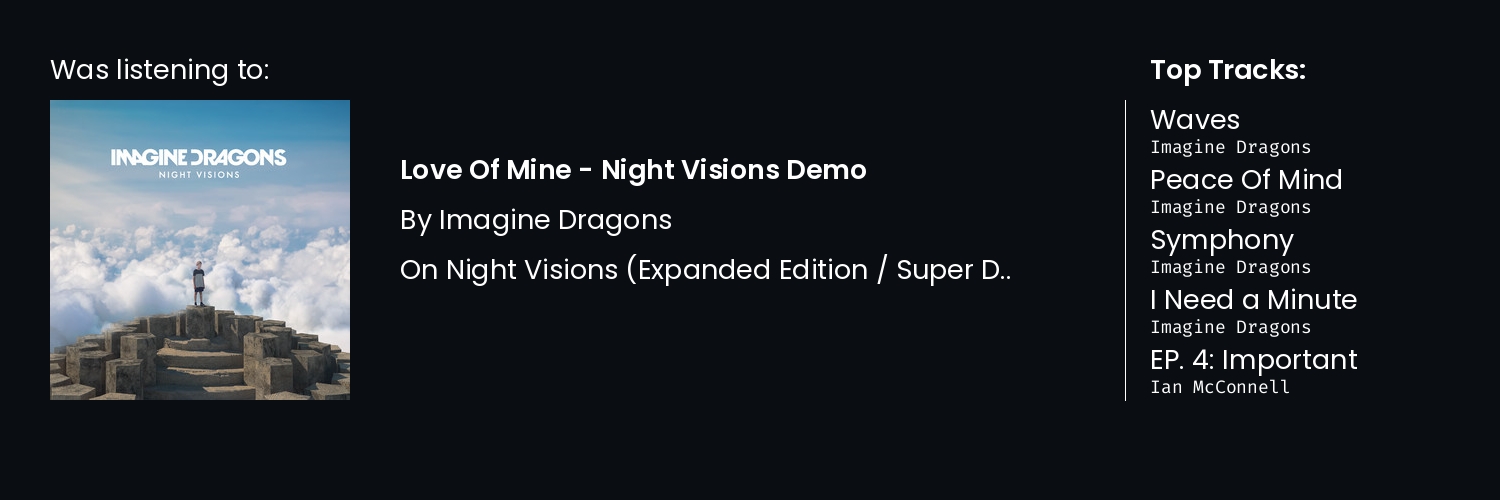 Was listening to:
IMAGINE DRAGONS
NIGHT VISIONS
Love Of Mine - Night Visions Demo
By Imagine Dragons
On Night Visions (Expanded Edition / Super D..
Top Tracks:
Waves
Imagine Dragons
Peace Of Mind
Imagine Dragons
Symphony
Imagine Dragons
I Need a Minute
Imagine Dragons
EP. 4: Important
Ian McConnell